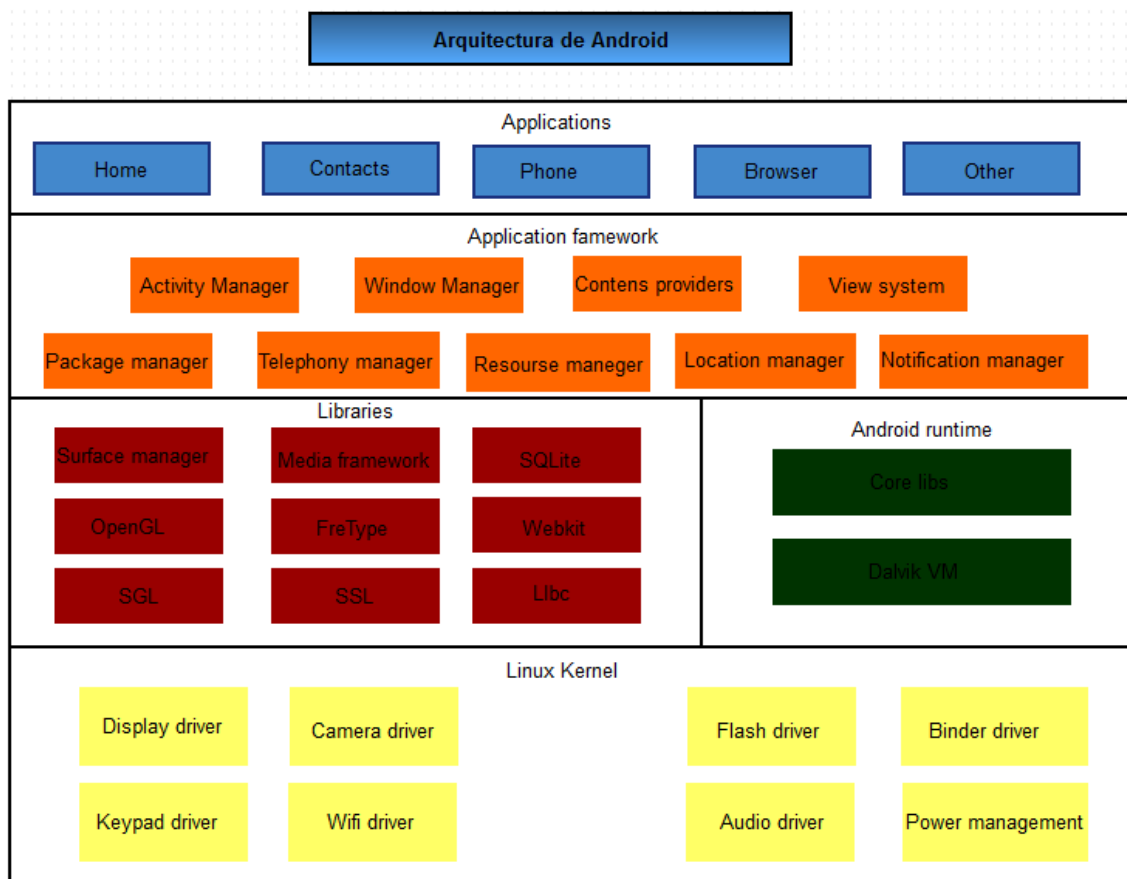 Arquitectura de Android
Applications
Home
Contacts
Phone
Browser
Other
Application famework
Activity Manager
Window Manager
Contens providers
View system
Package manager
Telephony manager
Resourse maneger
Location manager
Notification manager
Libraries
Surface manager
Media framework
SQLite
OpenGL
FreType
Webkit
SGL
SSL
LIbc
Android runtime
Core libs
Dalvik VM
Linux Kernel
Display driver
Camera driver
Flash driver
Binder driver
Keypad driver
Wifi driver
Audio driver
Power management